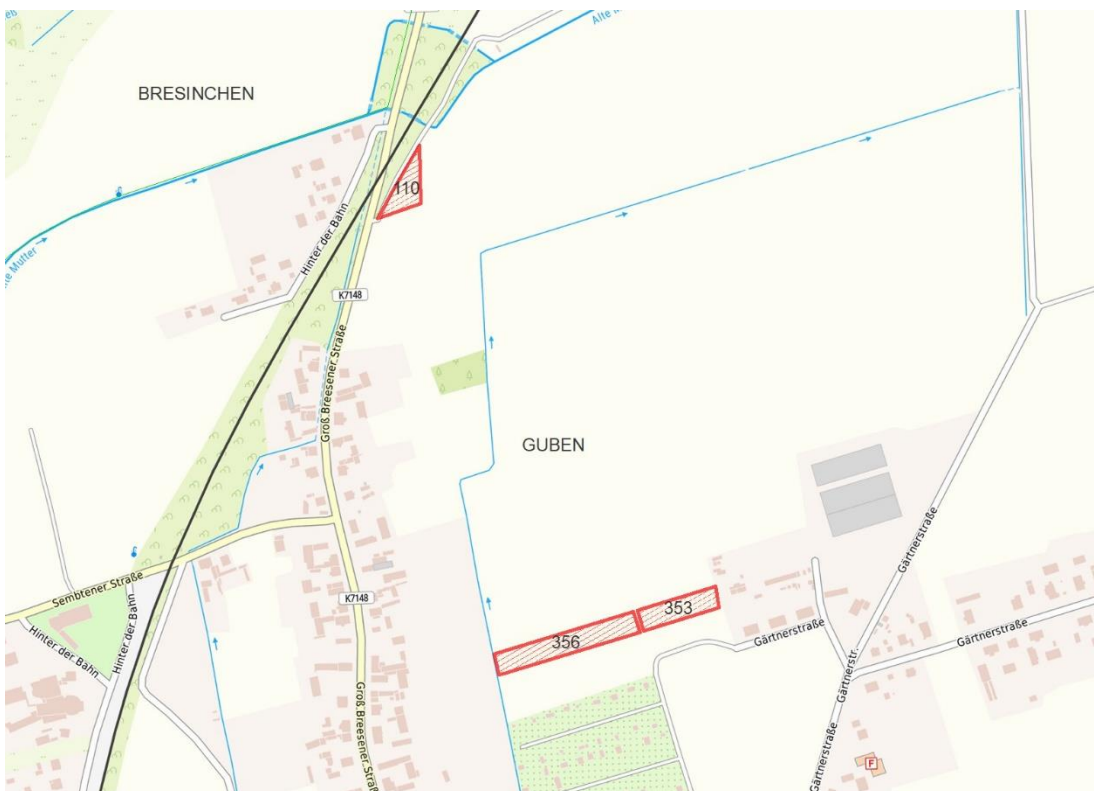 Alte
BRESINCHEN
110
Hinter der Bahn
K7148
Groß Breesener Straße
GUBEN
Gärtnerstraße
Sembtener Straße
Hinter der Bahn
Hinter der Bahn
K7148
353
356
Gärtnerstraße
Gärtnerstraße
Gärtnerstr.
Groß Breesener Straße
Gärtnerstraße
F